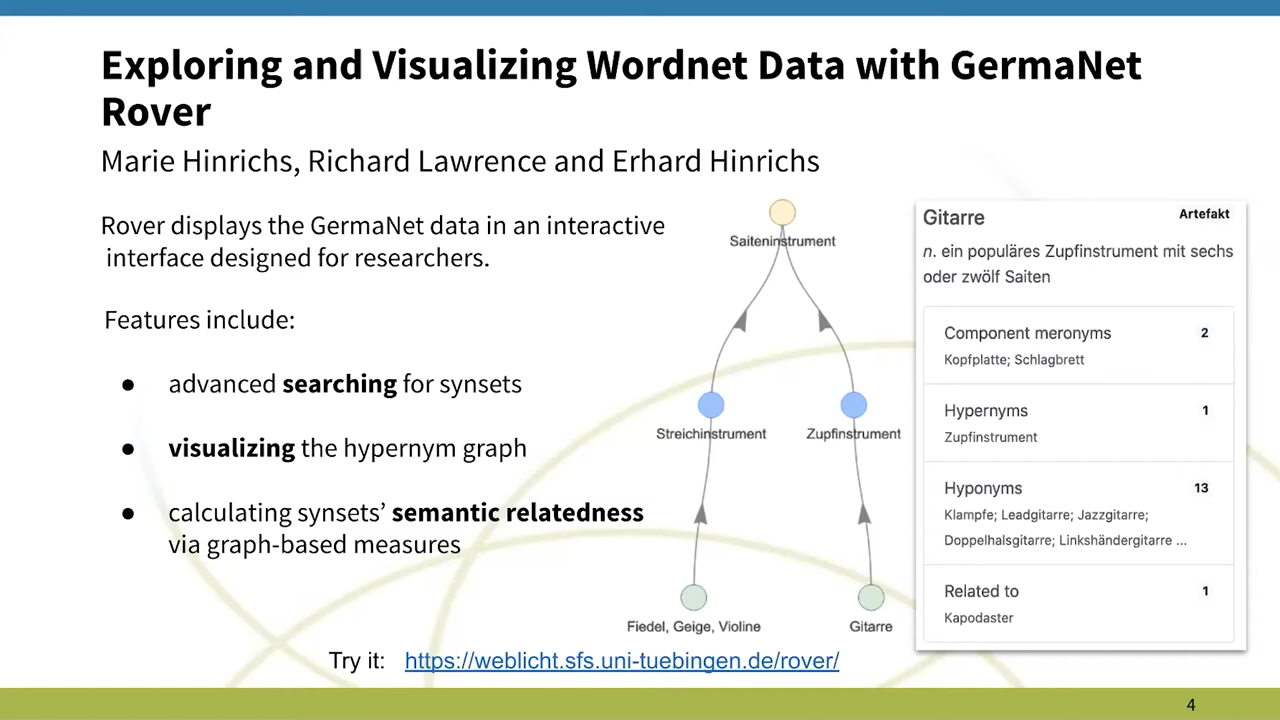 Exploring and Visualizing Wordnet Data with GermaNet
Rover
Marie Hinrichs, Richard Lawrence and Erhard Hinrichs
Rover displays the GermaNet data in an interactive
interface designed for researchers.
Features include:
● advanced searching for synsets
● visualizing the hypernym graph
● calculating synsets’ semantic relatedness
via graph-based measures
Saiteninstrument
Streichinstrument
Zupfinstrument
Fiedel, Geige, Violine
Gitarre
Gitarre Artefakt
n. ein populäres Zupfinstrument mit sechs
oder zwölf Saiten
Component meronyms 2
Kopfplatte; Schlagbrett
Hypernyms 1
Zupfinstrument
Hyponyms 13
Klampfe; Leadgitarre; Jazzgitarre;
Doppelhalsgitarre; Linkshändergitarre ...
Related to 1
Kapodaster
Try it: https://weblicht.sfs.uni-tuebingen.de/rover/
4